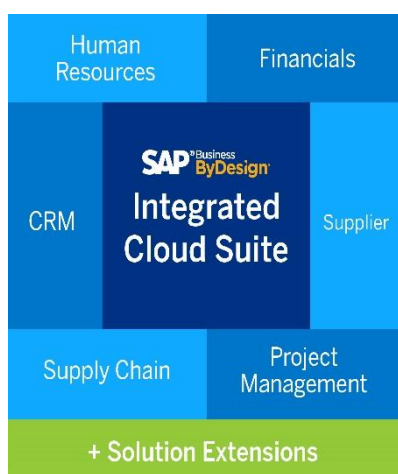 Human
Resources
Financials
CRM
SAP® Business
ByDesign®
Integrated
Cloud Suite
Supplier
Supply Chain
Project
Management
+ Solution Extensions